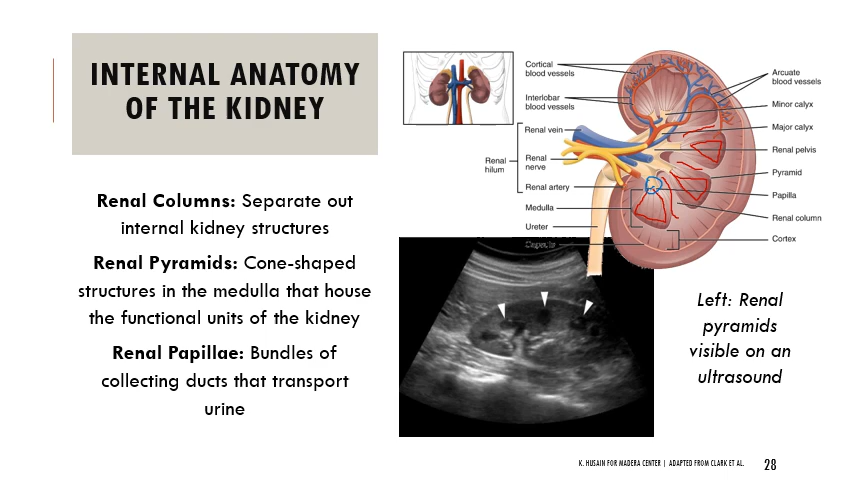 INTERNAL ANATOMY
OF THE KIDNEY
Renal Columns: Separate out
internal kidney structures
Renal Pyramids: Cone-shaped
structures in the medulla that house
the functional units of the kidney
Renal Papillae: Bundles of
collecting ducts that transport
urine
Cortical
blood vessels
Interlobar
blood vessels
Renal vein
Renal
hilum
Renal
nerve
Renal artery
Medulla
Ureter
Capsule
Arcuate
blood vessels
Minor calyx
Major calyx
Renal pelvis
Pyramid
Papilla
Renal column
Cortex
Left: Renal
pyramids
visible on an
ultrasound
K. HUSAIN FOR MADERA CENTER | ADAPTED FROM CLARK ET AL.
28